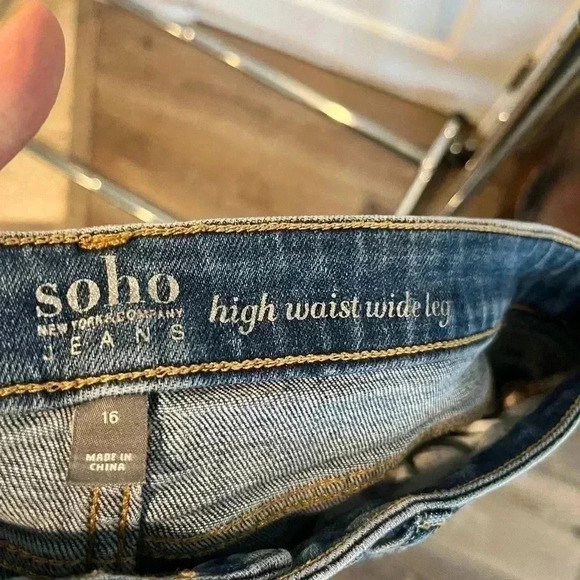 soho
NEW YORK & COMPANY
JEANS
high waist wide leg
16
MADE IN
CHINA